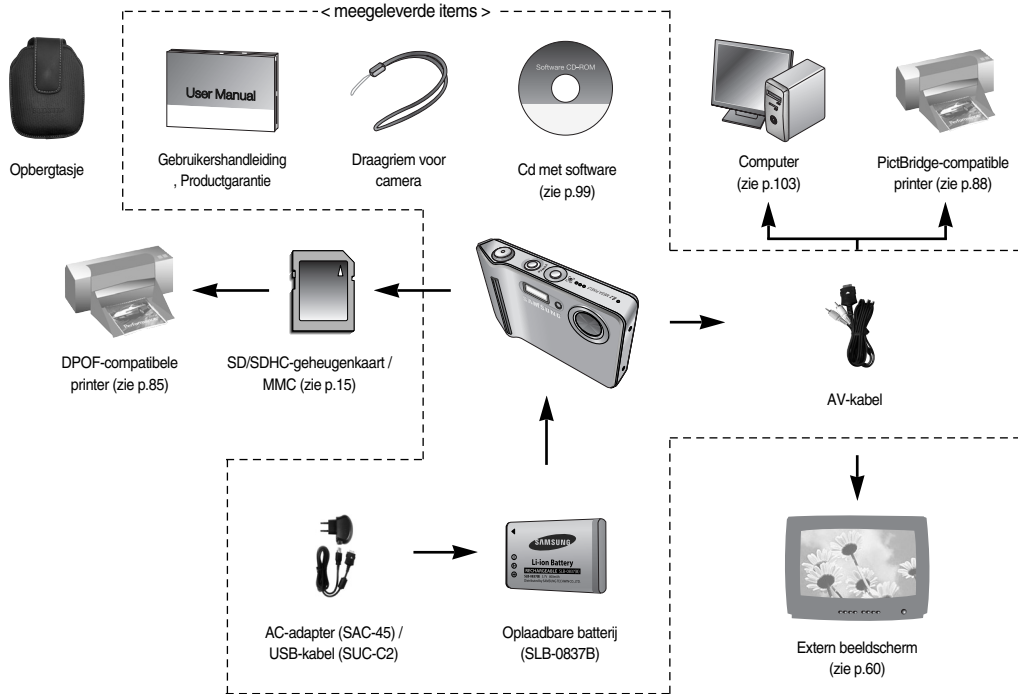 < meegeleverde items >
User Manual
Software CD-ROM
Opbergtasje
Gebruikershandleiding
, Productgarantie
Draagriem voor
camera
Cd met software
(zie p.99)
Computer
(zie p.103)
PictBridge-compatible
printer (zie p.88)
SAMSUNG
DPOF-compatibele
printer (zie p.85)
SD/SDHC-geheugenkaart /
MMC (zie p.15)
AV-kabel
SAMSUNG
Li-ion Battery
RECHARGEABLE SLB-0837B
AC-adapter (SAC-45) /
USB-kabel (SUC-C2)
Oplaadbare batterij
(SLB-0837B)
Extern beeldscherm
(zie p.60)